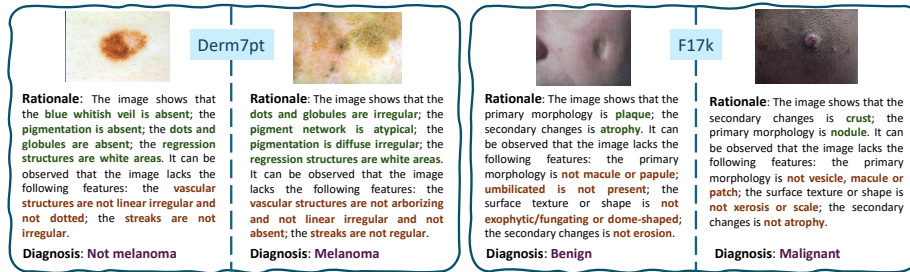 Derm7pt
F17k
Rationale: The image shows that
the blue whitish veil is absent; the
pigmentation is absent; the dots and
globules are absent; the regression
structures are white areas. It can be
observed that the image lacks the
following features: the vascular
structures are not linear irregular and
not dotted; the streaks are not
irregular.
Diagnosis: Not melanoma
Rationale: The image shows that the
dots and globules are irregular; the
pigment network is atypical; the
pigmentation is diffuse irregular; the
regression structures are white areas.
It can be observed that the image
lacks the following features: the
vascular structures are not arborizing
and not linear irregular and not
absent; the streaks are not regular.
Diagnosis: Melanoma
Rationale: The image shows that the
primary morphology is plaque; the
secondary changes is atrophy. It can
be observed that the image lacks the
following features: the primary
morphology is not macule or papule;
umbilicated is not present; the
surface texture or shape is not
exophytic/fungating or dome-shaped;
the secondary changes is not erosion.
Diagnosis: Benign
Rationale: The image shows that the
secondary changes is crust; the
primary morphology is nodule. It can
be observed that the image lacks the
following features: the primary
morphology is not vesicle, macule or
patch; the surface texture or shape is
not xerosis or scale; the secondary
changes is not atrophy.
Diagnosis: Malignant